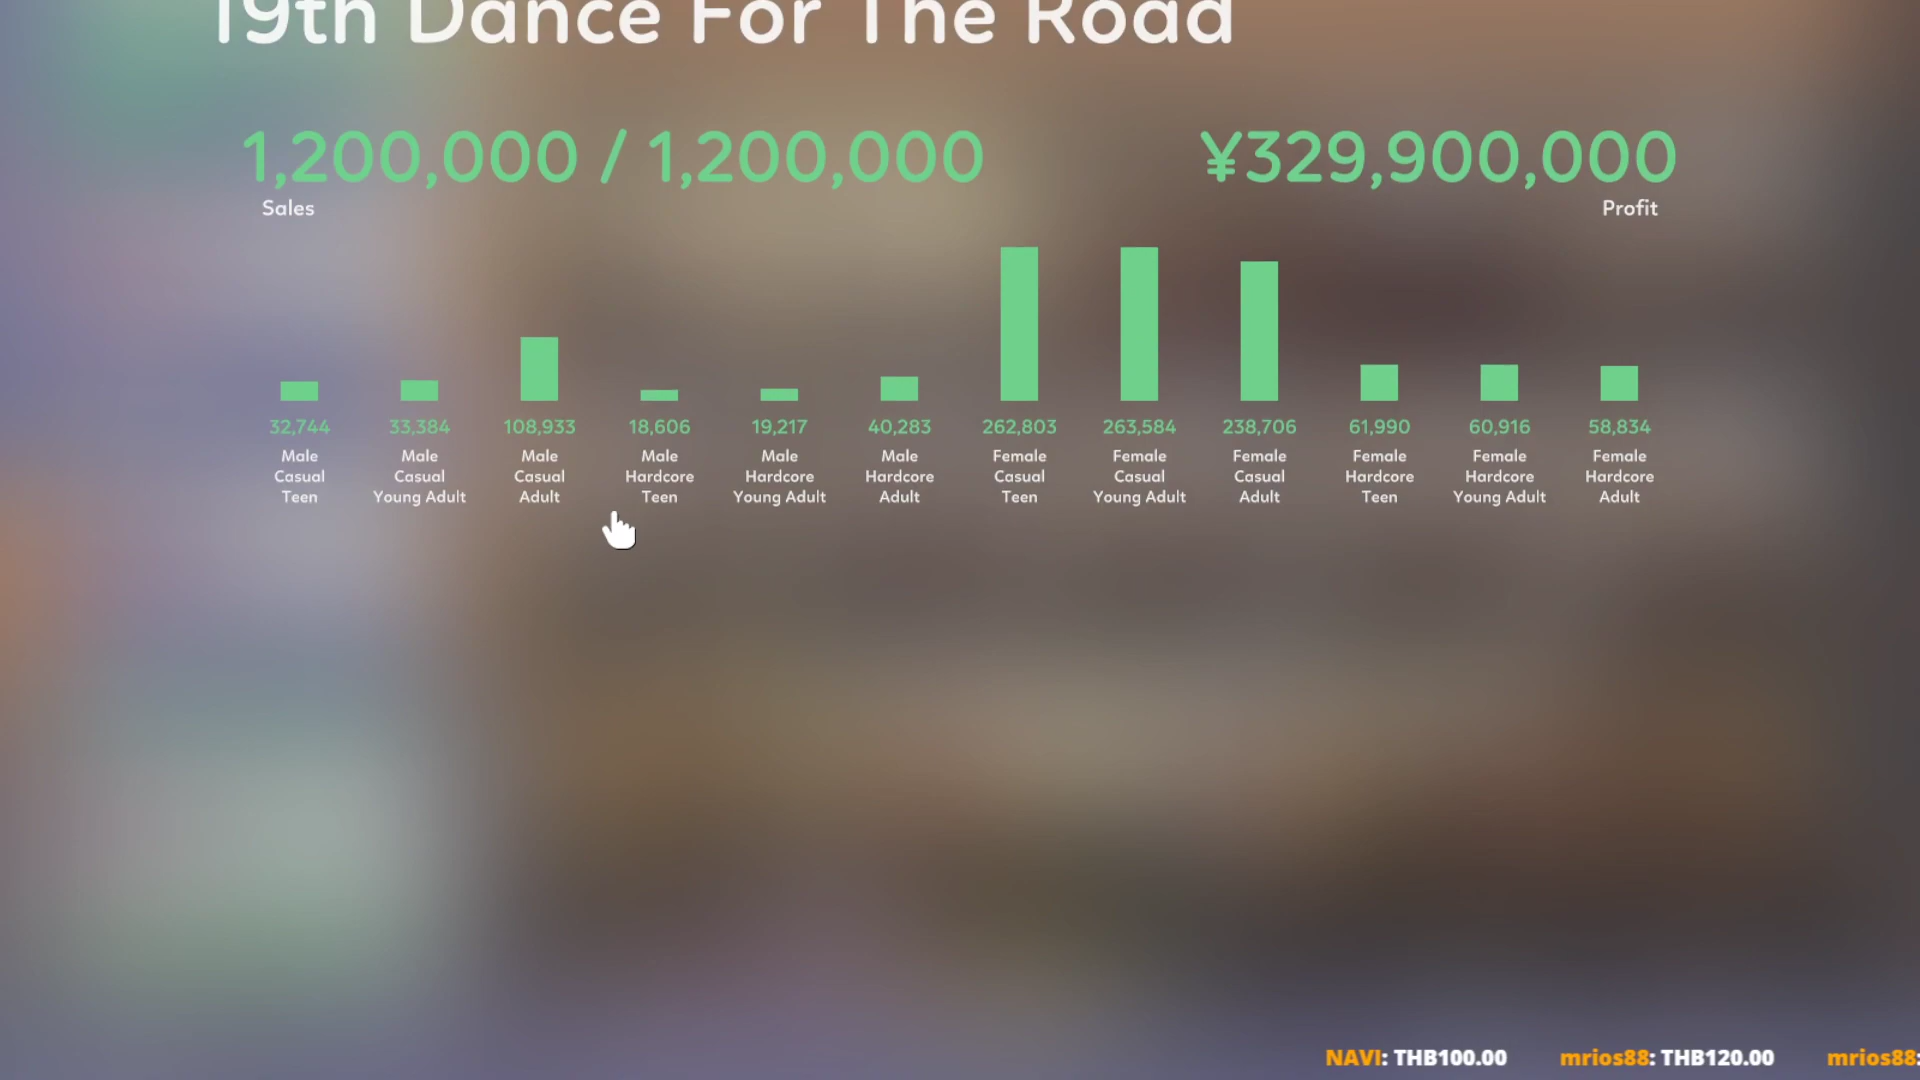 19th Dance For The Road
1,200,000 / 1,200,000
Sales
¥329,900,000
Profit
32,744
Male
Casual
Teen
33,384
Male
Casual
Young Adult
108,933
Male
Casual
Adult
18,606
Male
Hardcore
Teen
19,217
Male
Hardcore
Young Adult
40,283
Male
Hardcore
Adult
262,803
Female
Casual
Teen
263,584
Female
Casual
Young Adult
238,706
Female
Casual
Adult
61,990
Female
Hardcore
Teen
60,916
Female
Hardcore
Young Adult
58,834
Female
Hardcore
Adult
NAVI: THB100.00 mrios88: THB120.00 mrios88: